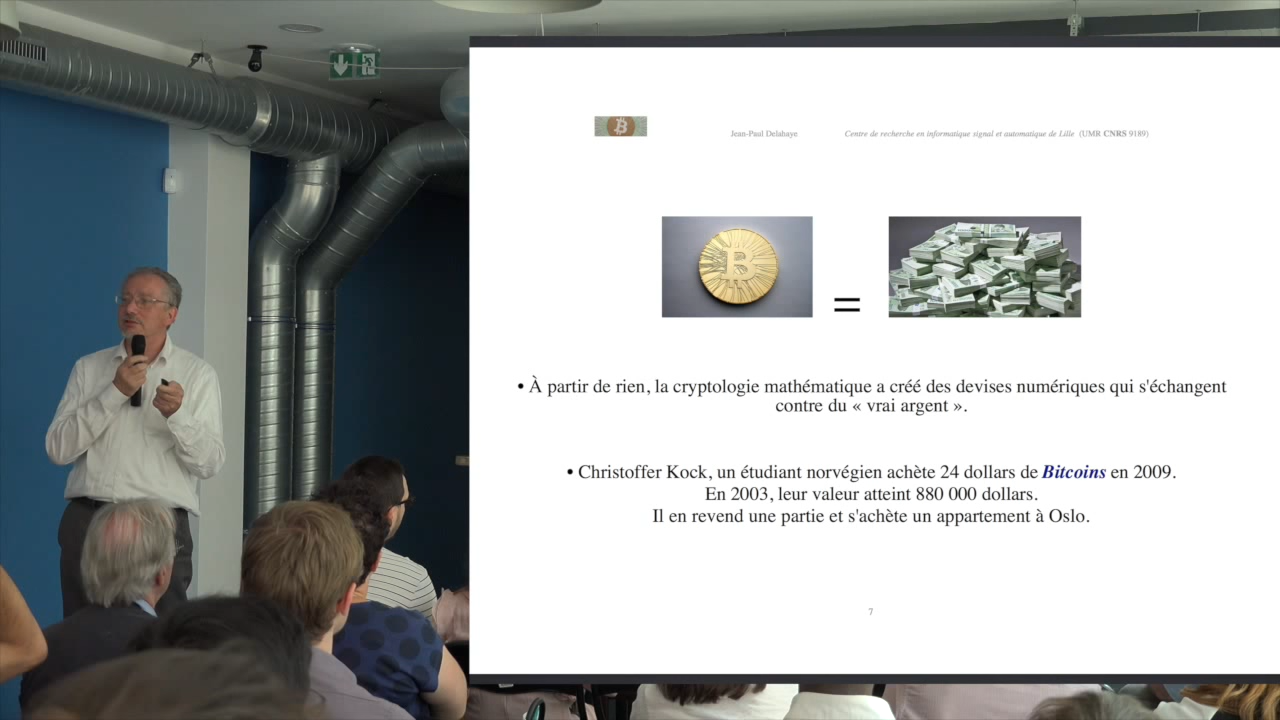 Jean-Paul Delahaye Centre de recherche en informatique signal et automatique de Lille (UMR CNRS 9189)
B
B
=
• À partir de rien, la cryptologie mathématique a créé des devises numériques qui s'échangent
contre du « vrai argent ».
• Christoffer Kock, un étudiant norvégien achète 24 dollars de Bitcoins en 2009.
En 2003, leur valeur atteint 880 000 dollars.
Il en revend une partie et s'achète un appartement à Oslo.
7